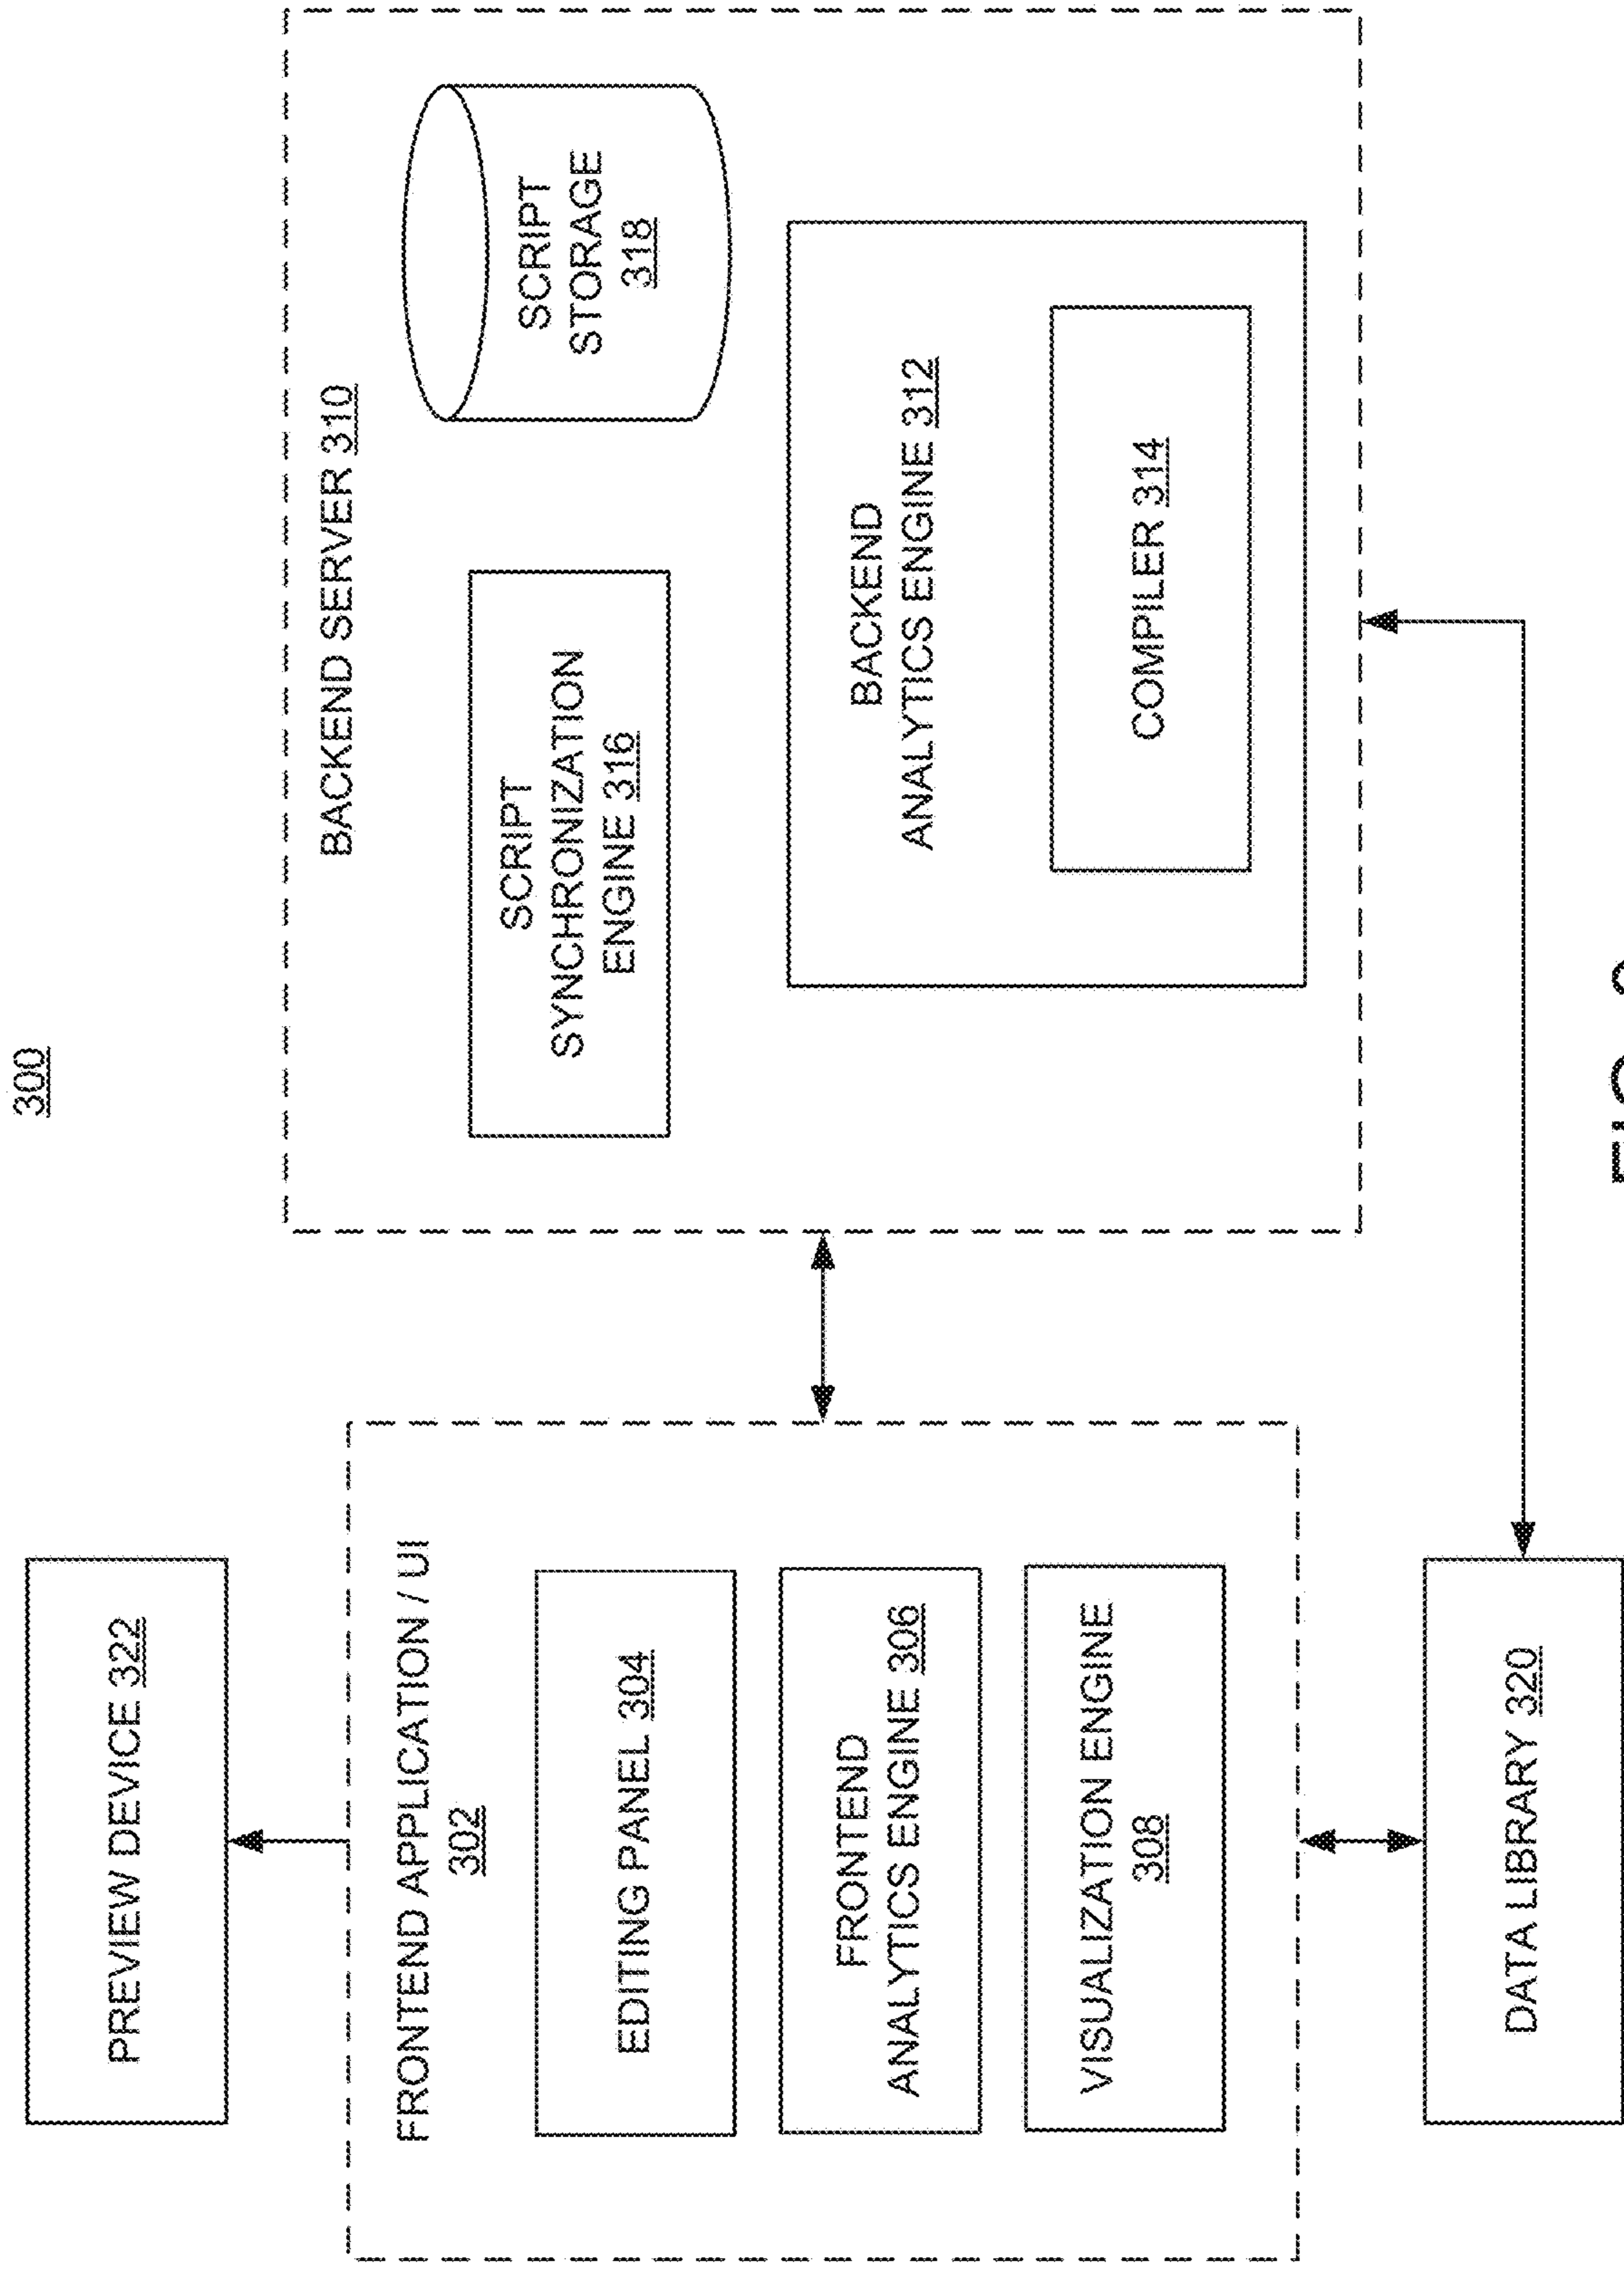 300
PREVIEW DEVICE 322
FRONTEND APPLICATION / UI
302
EDITING PANEL 304
FRONTEND
ANALYTICS ENGINE 306
VISUALIZATION ENGINE
308
DATA LIBRARY 320
BACKEND SERVER 310
SCRIPT
SYNCHRONIZATION
ENGINE 316
SCRIPT
STORAGE
318
BACKEND
ANALYTICS ENGINE 312
COMPILER 314